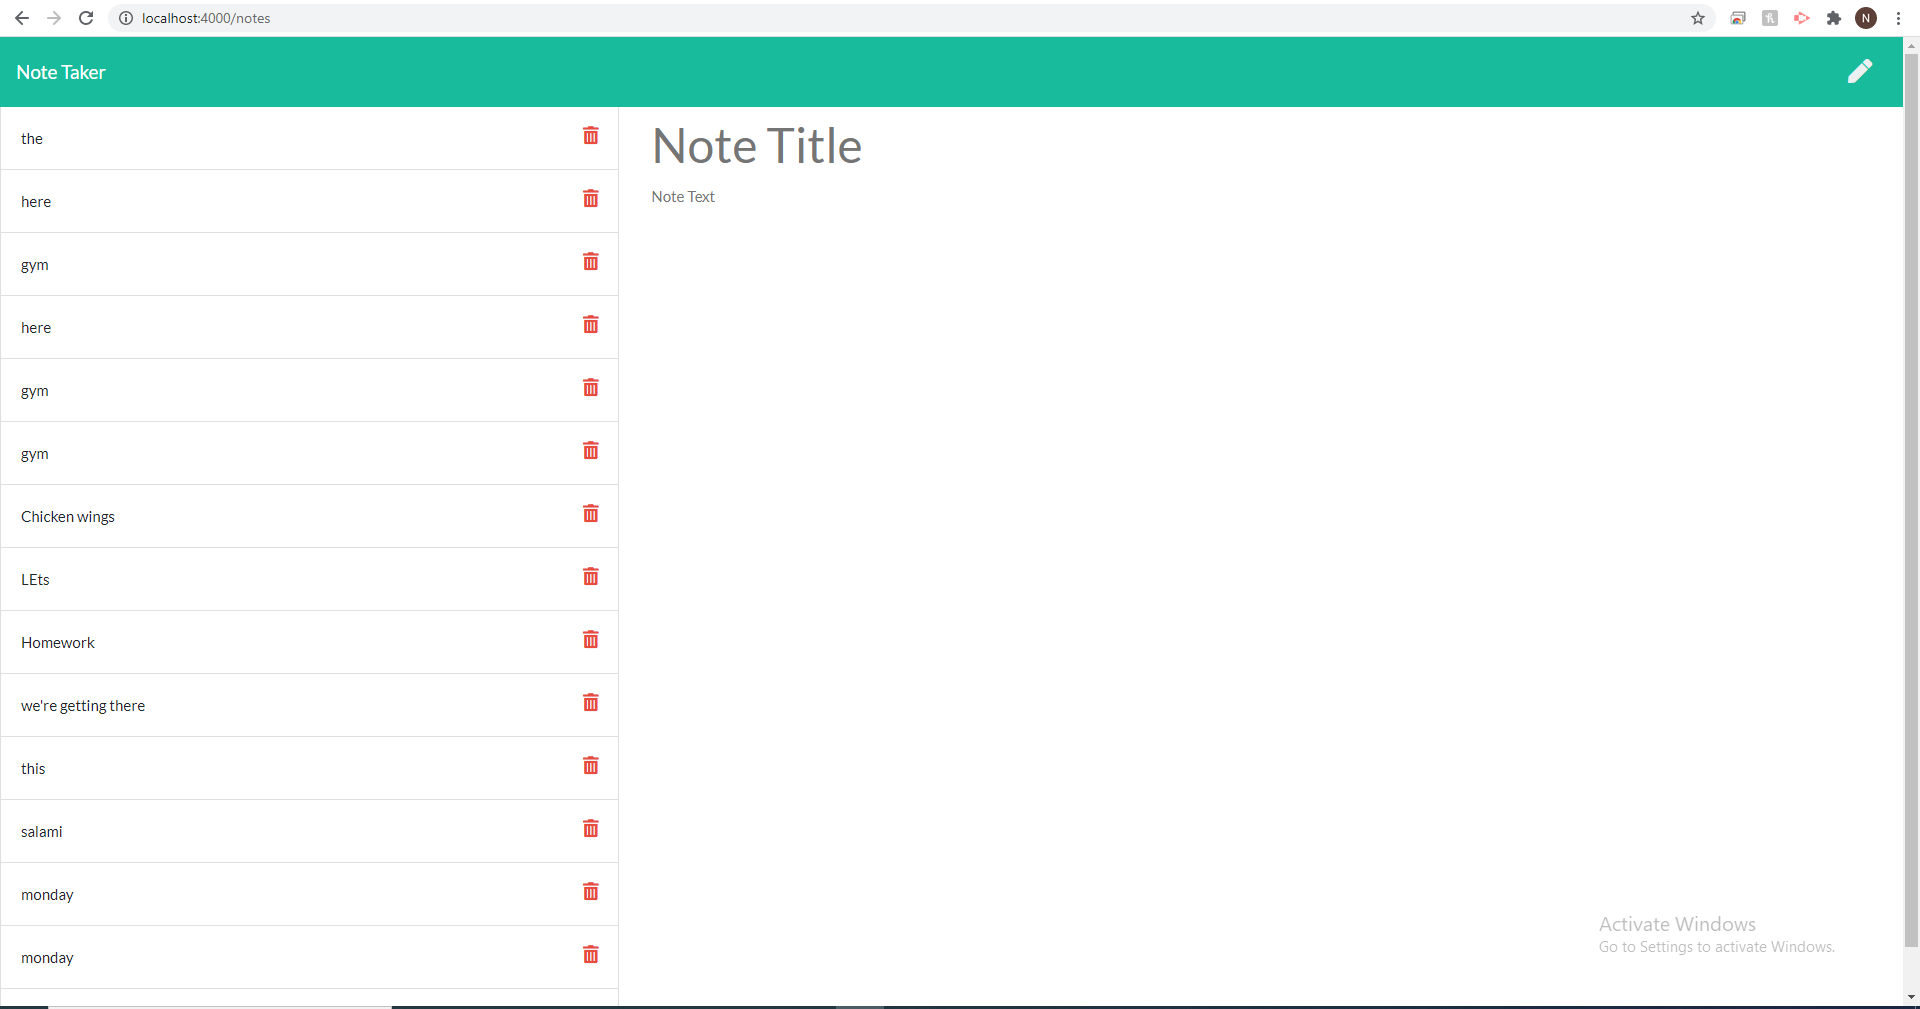 localhost:4000/notes
N
Note Taker
the
here
gym
here
gym
gym
Chicken wings
LEts
Homework
we're getting there
this
salami
monday
monday
Note Title
Note Text
Activate Windows
Go to Settings to activate Windows.